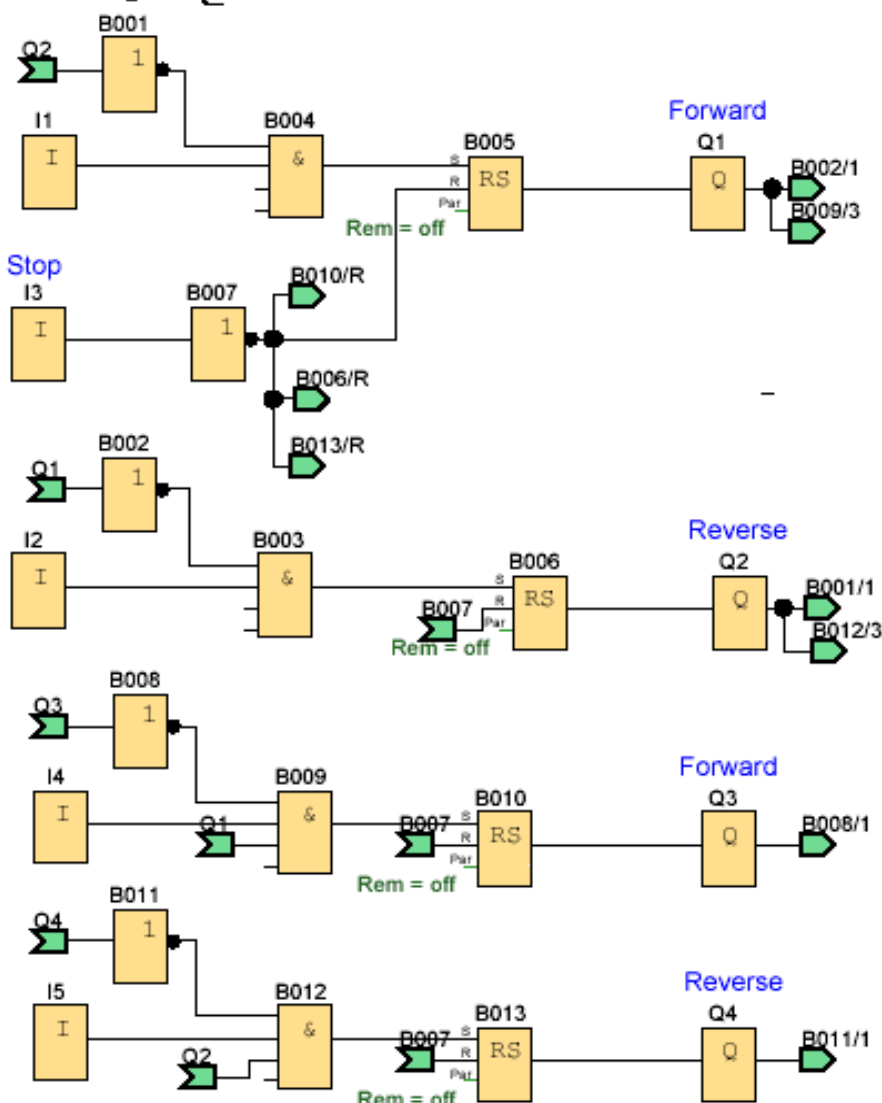 B001
Q2
1
I1
I
B004
&
B005
S
R
Par
RS
Rem = off
Forward
Q1
Q
B002/1
B009/3
Stop
I3
I
B007
1
B010/R
B006/R
B013/R
B002
Q1
1
I2
I
B003
&
B006
S
R
Par
RS
B007
Rem = off
Reverse
Q2
Q
B001/1
B012/3
B008
Q3
1
I4
I
Q1
B009
&
B007
B010
S
R
Par
RS
Rem = off
Forward
Q3
Q
B008/1
B011
Q4
1
I5
I
Q2
B012
&
B007
B013
S
R
Par
RS
Rem = off
Reverse
Q4
Q
B011/1